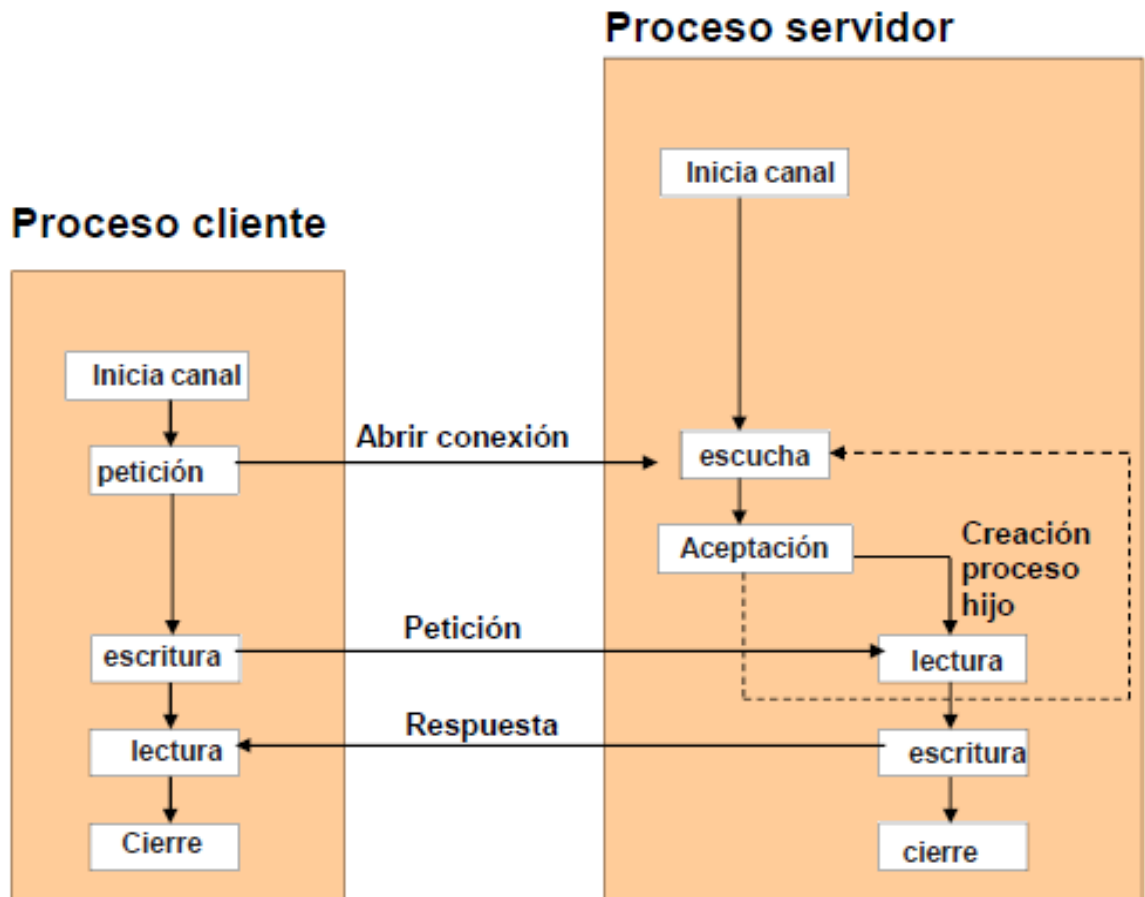 Proceso servidor
Inicia canal
Proceso cliente
Inicia canal
Abrir conexión
petición
escucha
Aceptación
Creación
proceso
hijo
Petición
escritura
lectura
Respuesta
lectura
escritura
Cierre
cierre